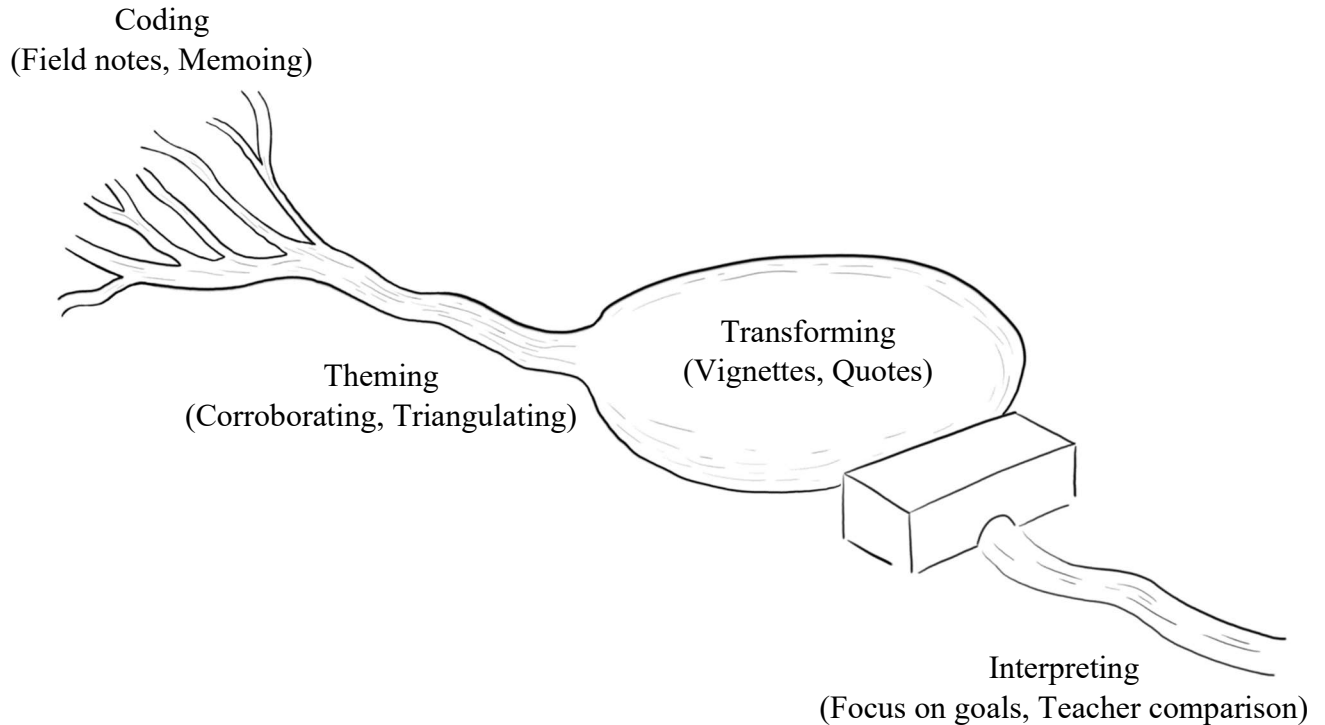 Coding
(Field notes, Memoing)
Transforming
(Vignettes, Quotes)
Theming
(Corroborating, Triangulating)
Interpreting
(Focus on goals, Teacher comparison)